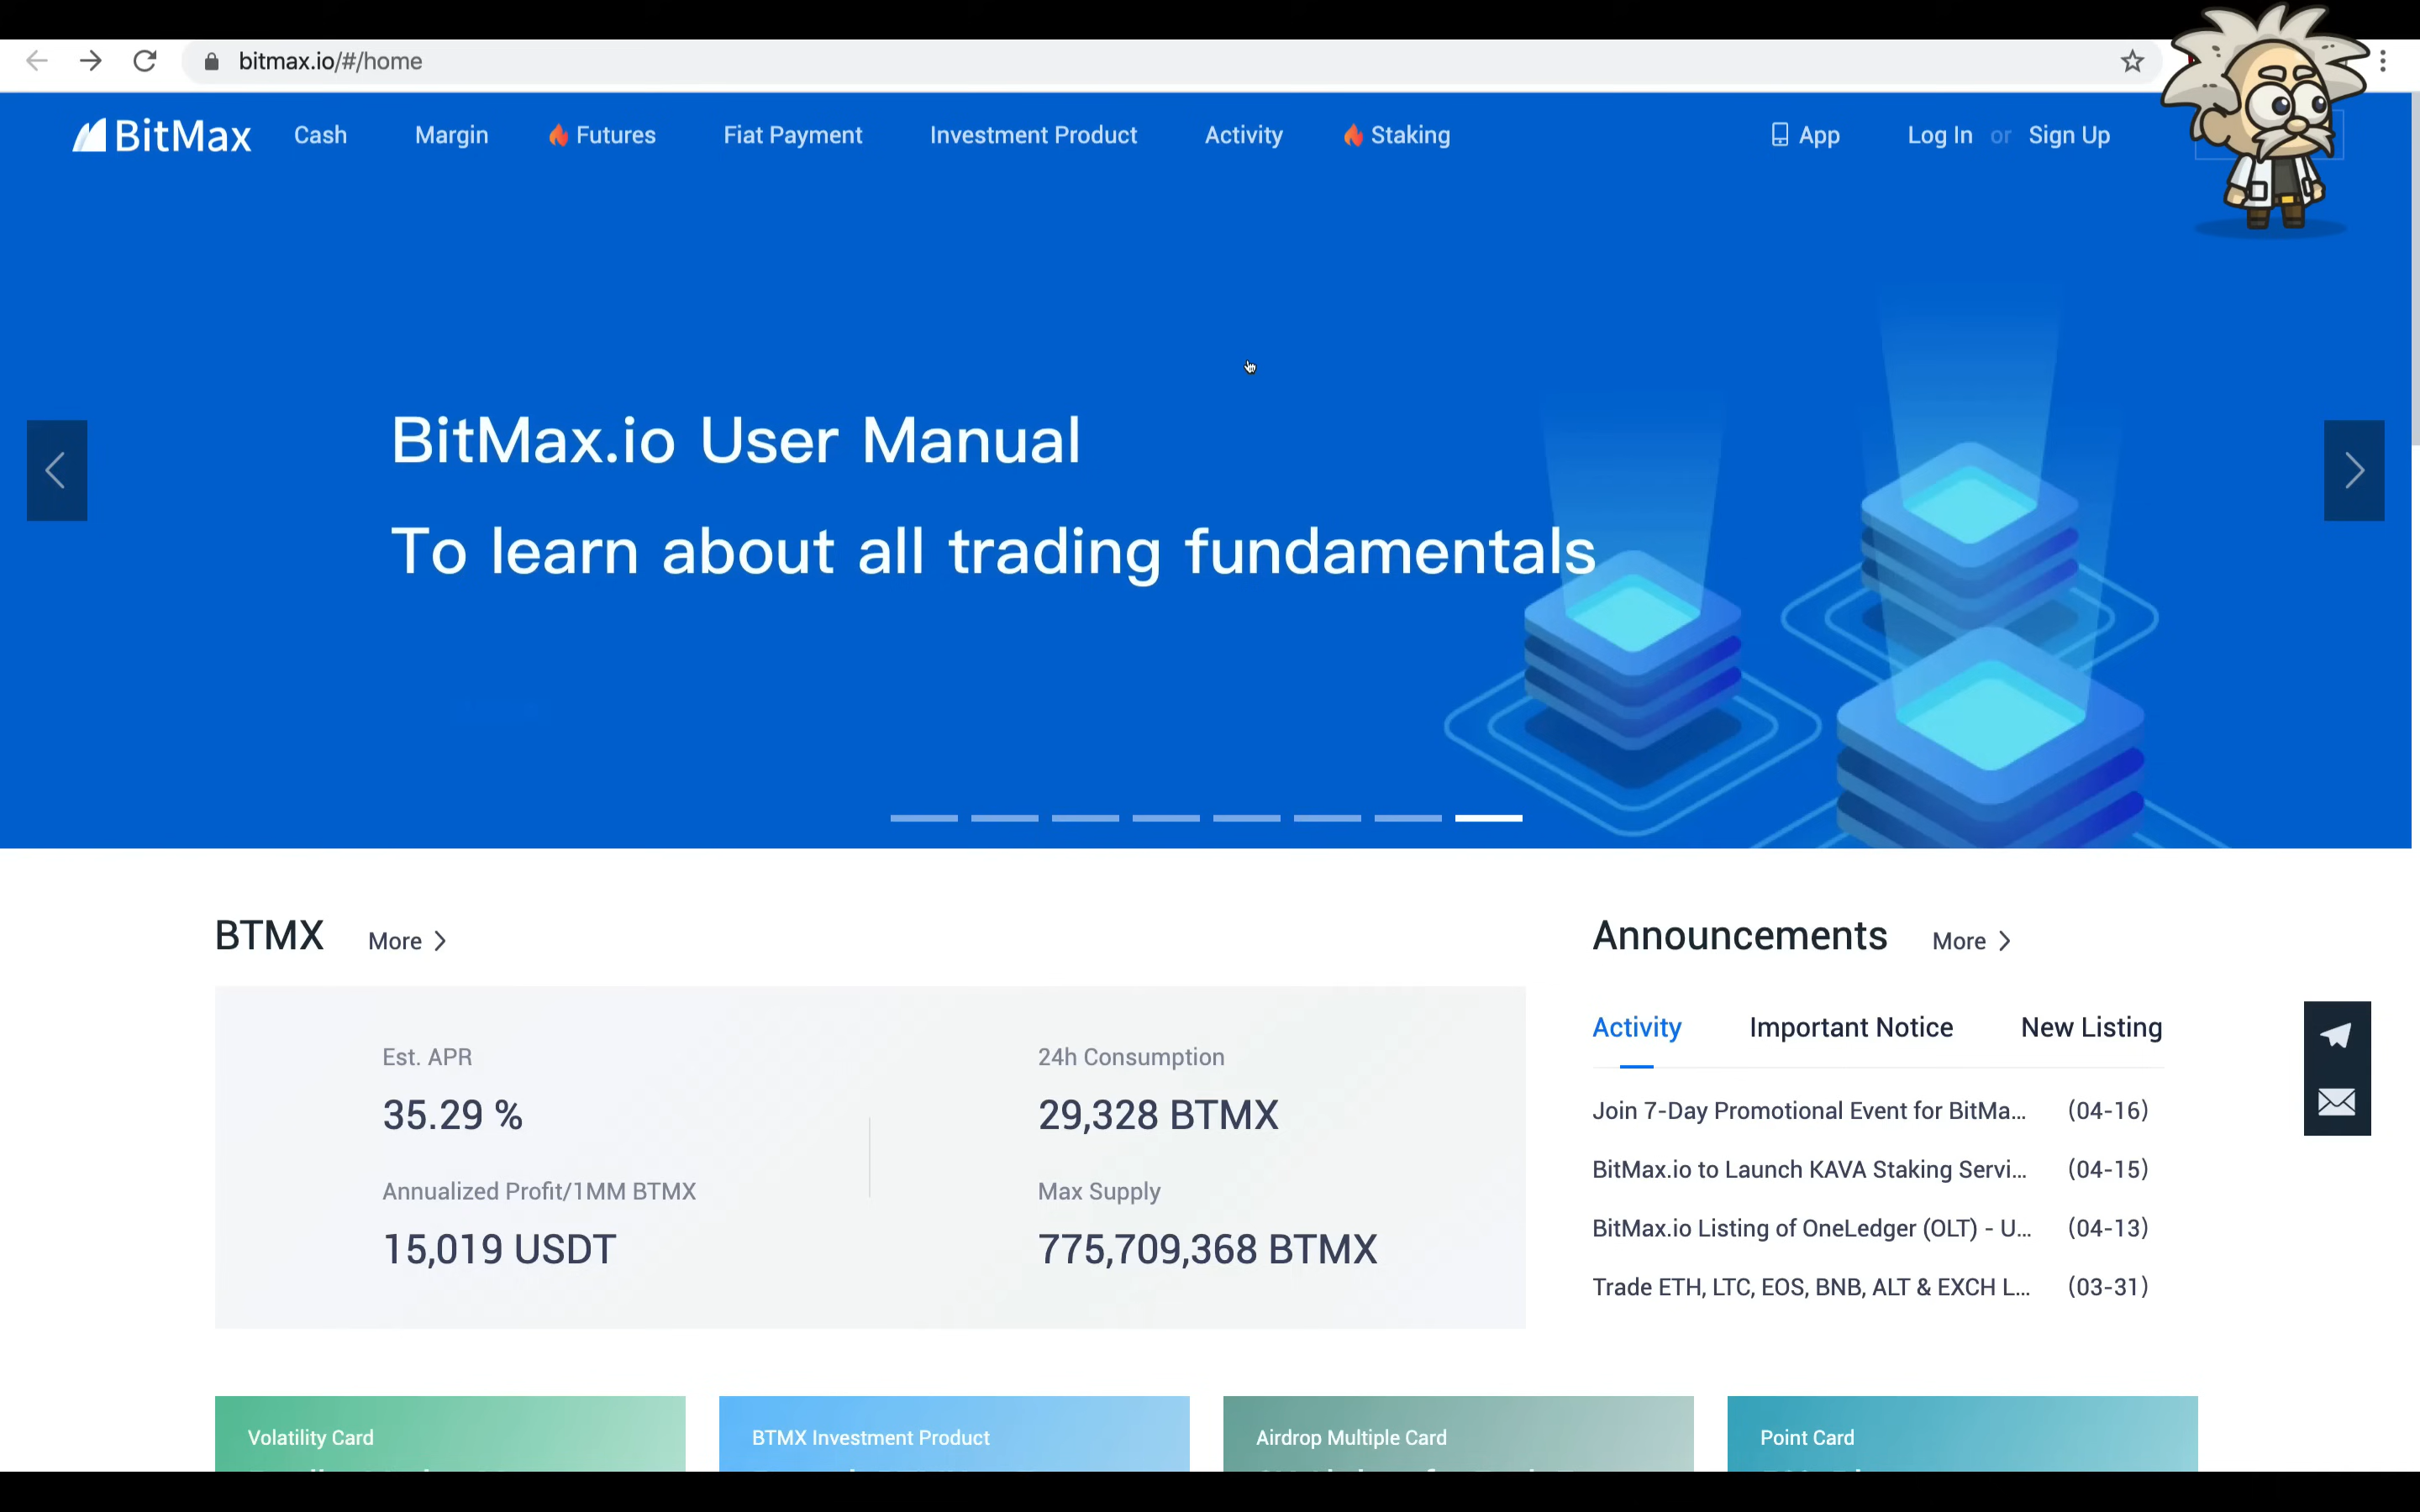 bitmax.io/#/home
BitMax Cash Margin Futures Fiat Payment Investment Product Activity Staking App Log In or Sign Up
BitMax.io User Manual
To learn about all trading fundamentals
BTMX More
Announcements More
Activity Important Notice New Listing
Est. APR
24h Consumption
35.29 %
29,328 BTMX
Annualized Profit/1MM BTMX
Max Supply
15,019 USDT
775,709,368 BTMX
Join 7-Day Promotional Event for BitMa... (04-16)
BitMax.io to Launch KAVA Staking Servi... (04-15)
BitMax.io Listing of OneLedger (OLT) - U... (04-13)
Trade ETH, LTC, EOS, BNB, ALT & EXCH L... (03-31)
Volatility Card
BTMX Investment Product
Airdrop Multiple Card
Point Card